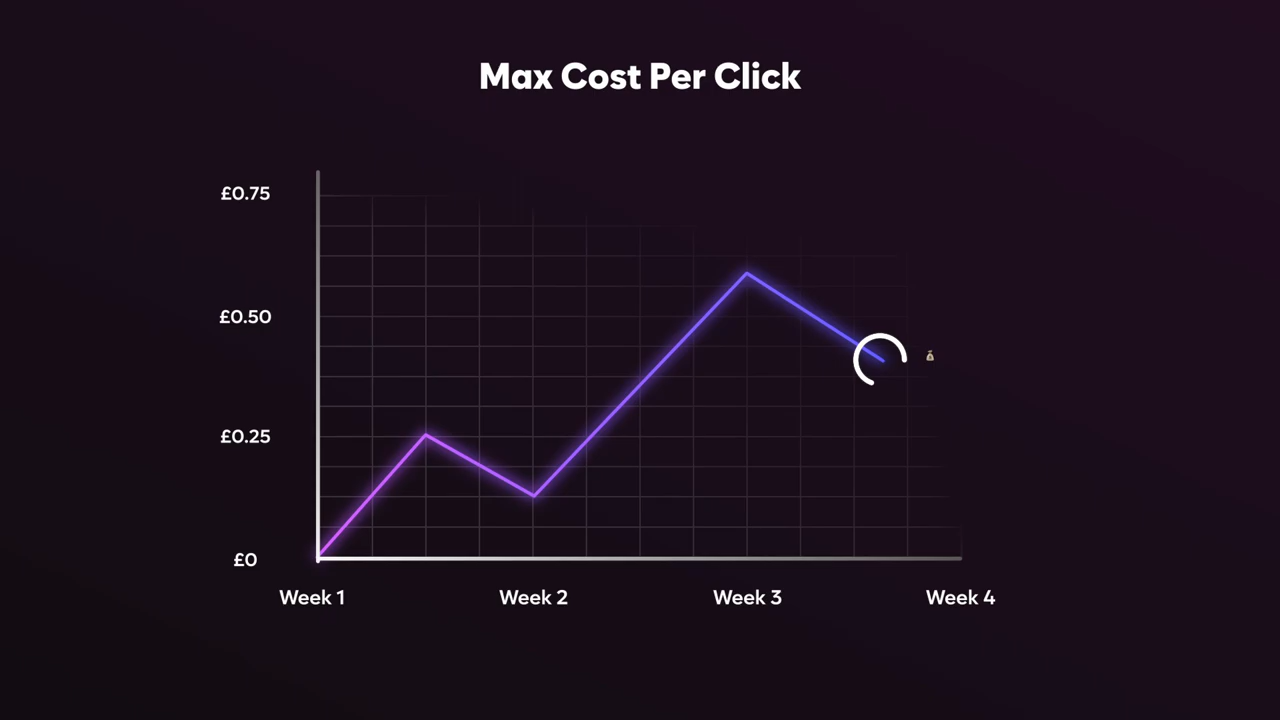 Max Cost Per Click
£0.75
£0.50
£0.25
£0
Week 1
Week 2
Week 3
Week 4